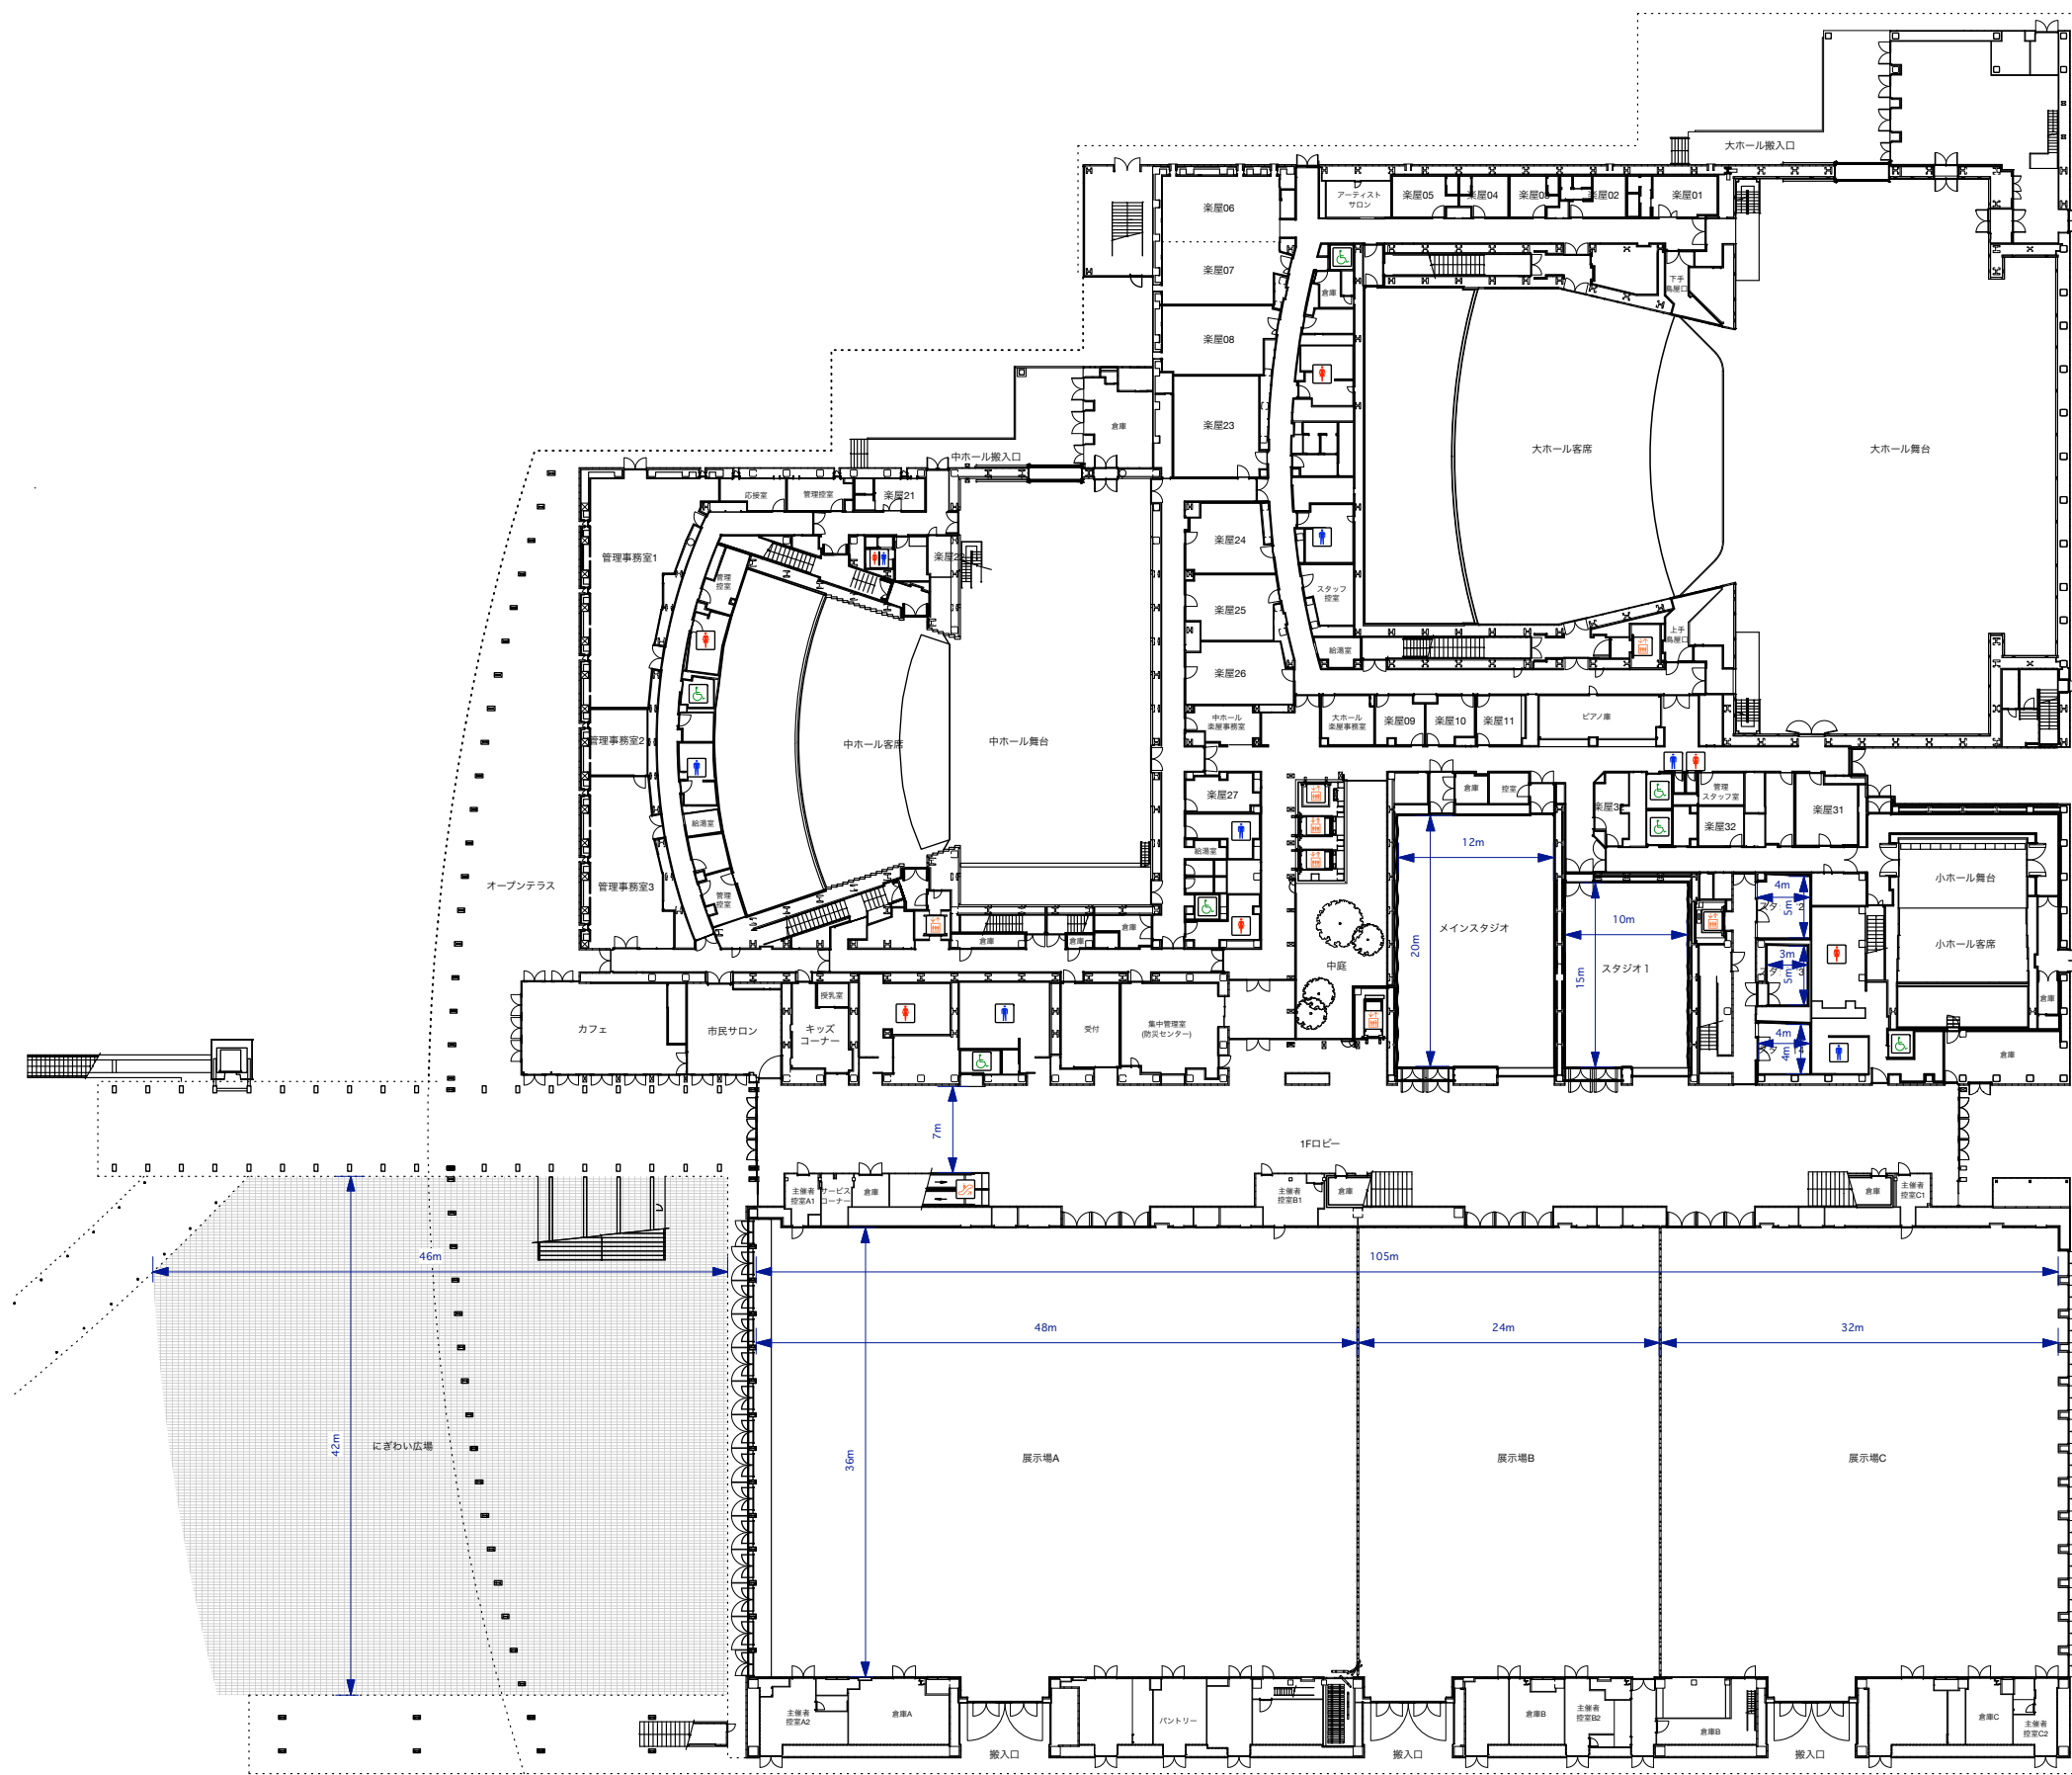 大ホール搬入口
アーティスト
サロン
楽屋05
楽屋04
楽屋02
楽屋01
楽屋06
楽屋07
下手
鳥屋口
倉庫
楽屋08
楽屋23
倉庫
大ホール客席
大ホール舞台
中ホール搬入口
応接室
管理控室
楽屋21
管理事務室1
管理
控室
楽屋24
楽屋25
楽屋26
スタッフ
控室
給湯室
上手
鳥屋口
中ホール
楽屋事務室
大ホール
楽屋事務室
楽屋09
楽屋10
楽屋11
ピアノ庫
管理事務室2
中ホール客席
中ホール舞台
楽屋27
倉庫
控室
管理
スタッフ室
楽屋32
楽屋31
給湯室
給湯室
12m
オープンテラス
管理事務室3
管理
控室
倉庫
倉庫
倉庫
中庭
メインスタジオ
20m
10m
15m
スタジオ1
4m
5m
3m
5m
4m
4m
小ホール舞台
小ホール客席
倉庫
倉庫
カフェ
市民サロン
授乳室
キッズ
コーナー
受付
集中管理室
(防災センター)
7m
1Fロビー
主催者
控室A1
サービス
コーナー
倉庫
主催者
控室B1
倉庫
倉庫
主催者
控室C1
46m
105m
48m
24m
32m
42m
にぎわい広場
36m
展示場A
展示場B
展示場C
主催者
控室A2
倉庫A
搬入口
パントリー
搬入口
倉庫B
主催者
控室B2
倉庫B
搬入口
倉庫C
主催者
控室C2